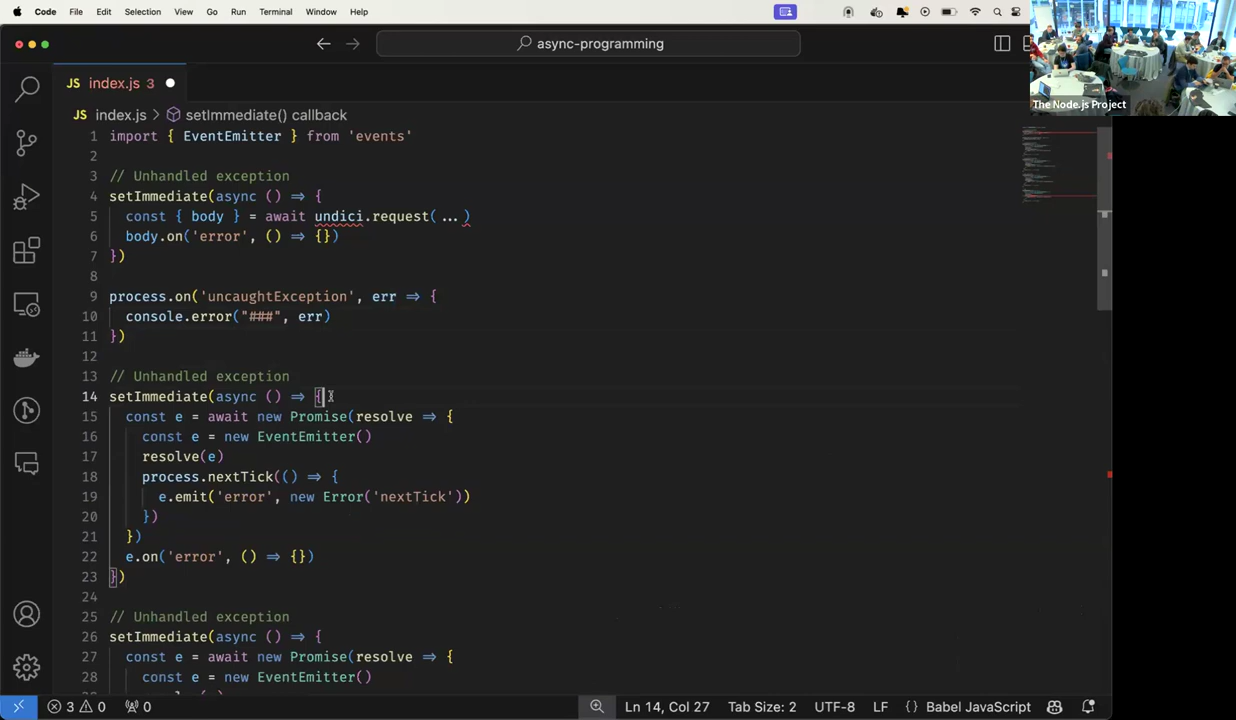 Code File Edit Selection View Go Run Terminal Window Help
async-programming
JS index.js 3
The Node.js Project
JS index.js > setImmediate() callback
1 import { EventEmitter } from 'events'
2
3 // Unhandled exception
4 setImmediate(async () => {
5 const { body } = await undici.request(... )
6 body.on('error', () => {})
7 })
8
9 process.on('uncaughtException', err => {
10 console.error("###", err)
11 })
12
13 // Unhandled exception
14 setImmediate(async () => {
15 const e = await new Promise(resolve => {
16 const e = new EventEmitter()
17 resolve(e)
18 process.nextTick(() => {
19 e.emit('error', new Error('nextTick'))
20 })
21 })
22 e.on('error', () => {})
23 })
24
25 // Unhandled exception
26 setImmediate(async () => {
27 const e = await new Promise(resolve => {
28 const e = new EventEmitter()
3 0 0 Ln 14, Col 27 Tab Size: 2 UTF-8 LF {} Babel JavaScript